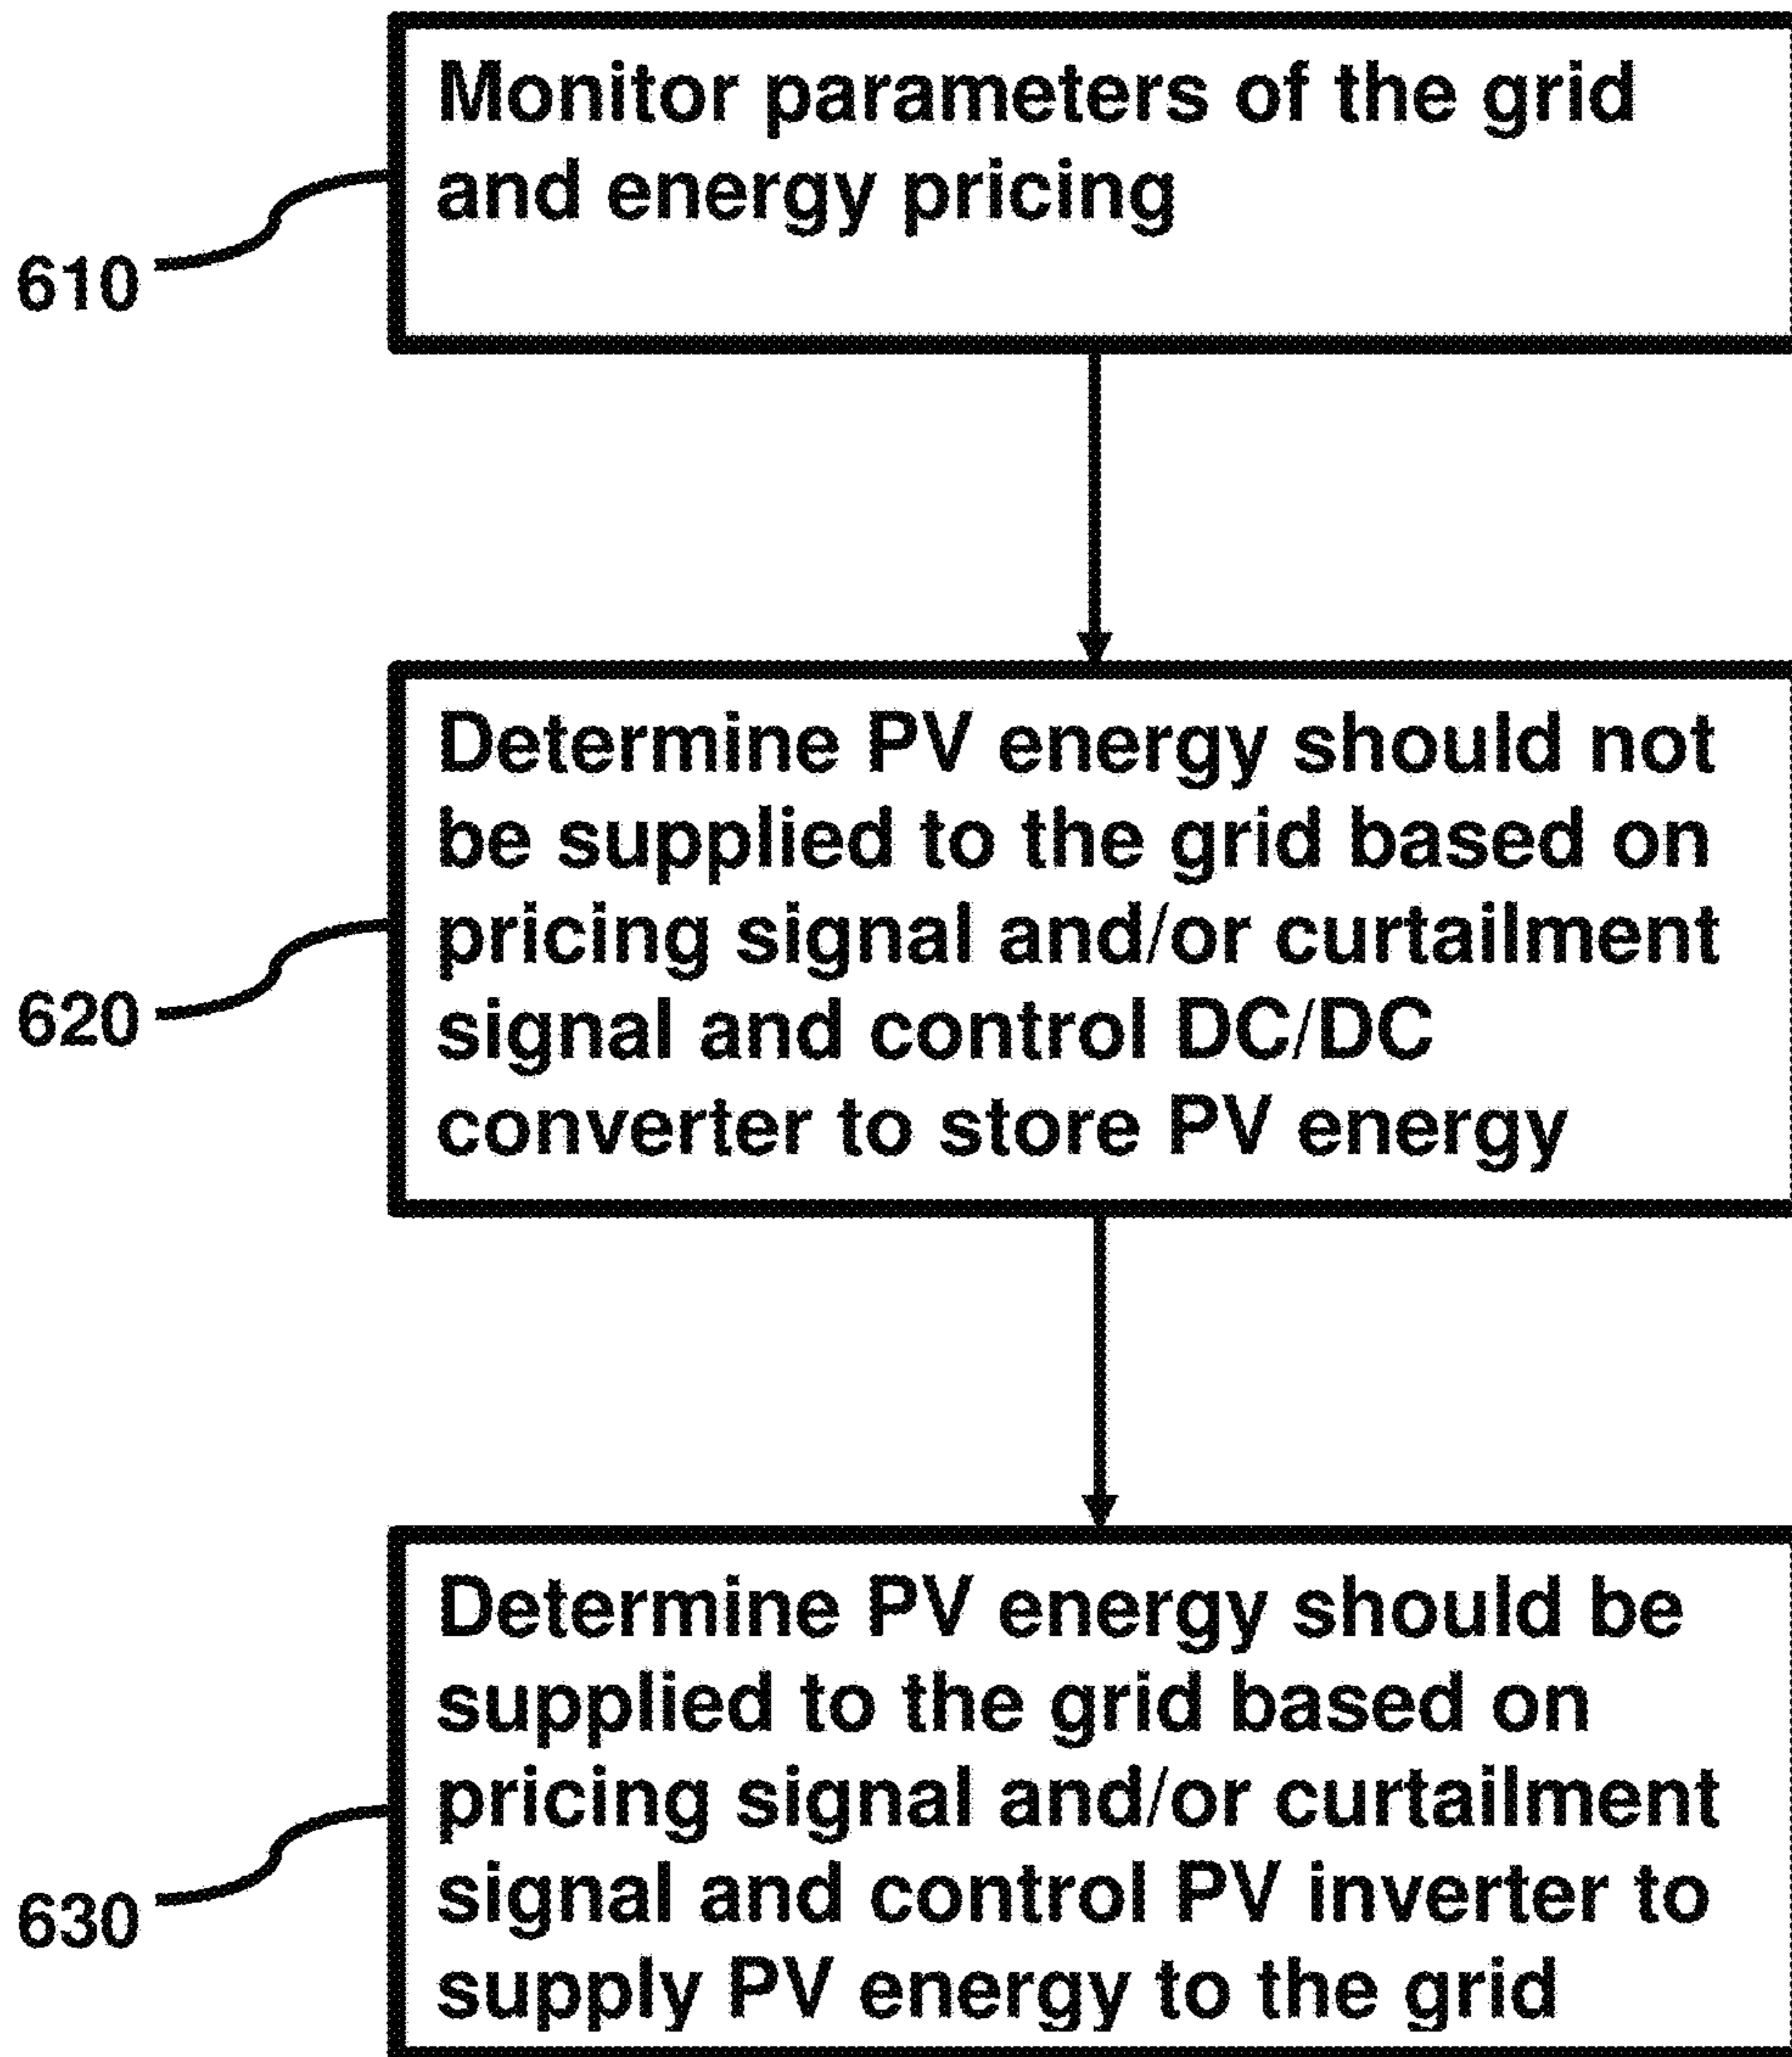 Monitor parameters of the grid
and energy pricing
610
Determine PV energy should not
be supplied to the grid based on
pricing signal and/or curtailment
signal and control DC/DC
converter to store PV energy
620
Determine PV energy should be
supplied to the grid based on
pricing signal and/or curtailment
signal and control PV inverter to
supply PV energy to the grid
630